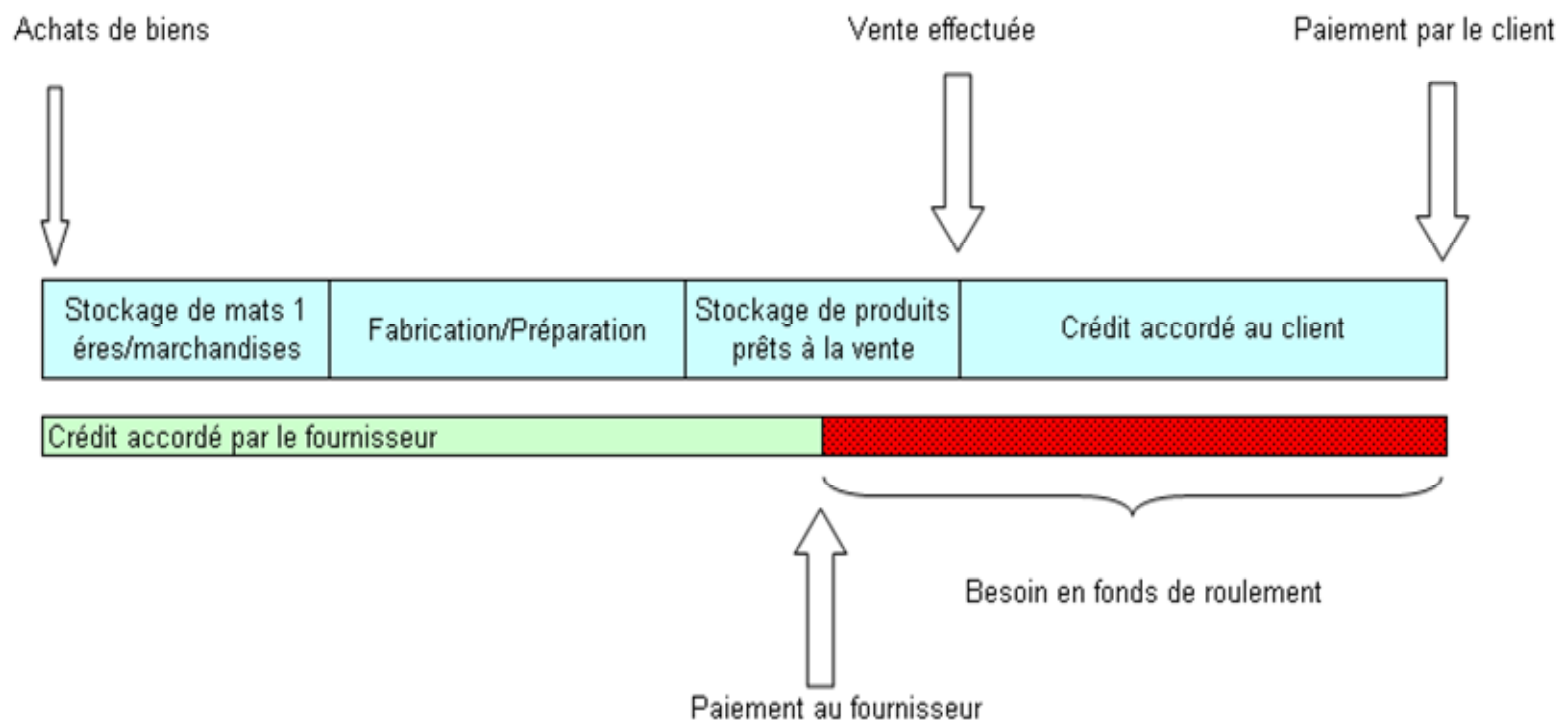 Achats de biens
Vente effectuée
Paiement par le client
Stockage de mats 1
éres/marchandises
Fabrication/Préparation
Stockage de produits
prêts à la vente
Crédit accordé au client
Crédit accordé par le fournisseur
Besoin en fonds de roulement
Paiement au fournisseur